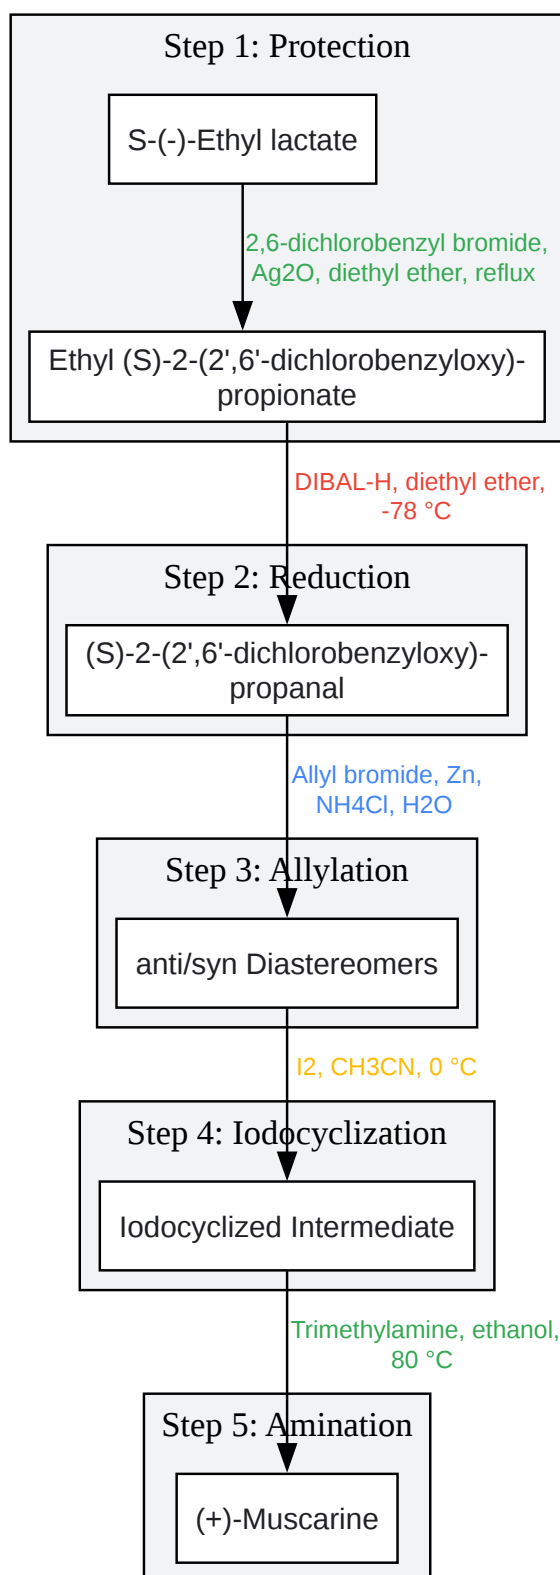 Step 1: Protection
S-(-)-Ethyl lactate
2,6-dichlorobenzyl bromide,
Ag2O, diethyl ether, reflux
Ethyl (S)-2-(2',6'-dichlorobenzyloxy)-
propionate
DIBAL-H, diethyl ether,
-78 °C
Step 2: Reduction
(S)-2-(2',6'-dichlorobenzyloxy)-
propanal
Allyl bromide, Zn,
NH4Cl, H2O
Step 3: Allylation
anti/syn Diastereomers
I2, CH3CN, 0 °C
Step 4: Iodocyclization
Iodocyclized Intermediate
Trimethylamine, ethanol,
80 °C
Step 5: Amination
(+)-Muscarine